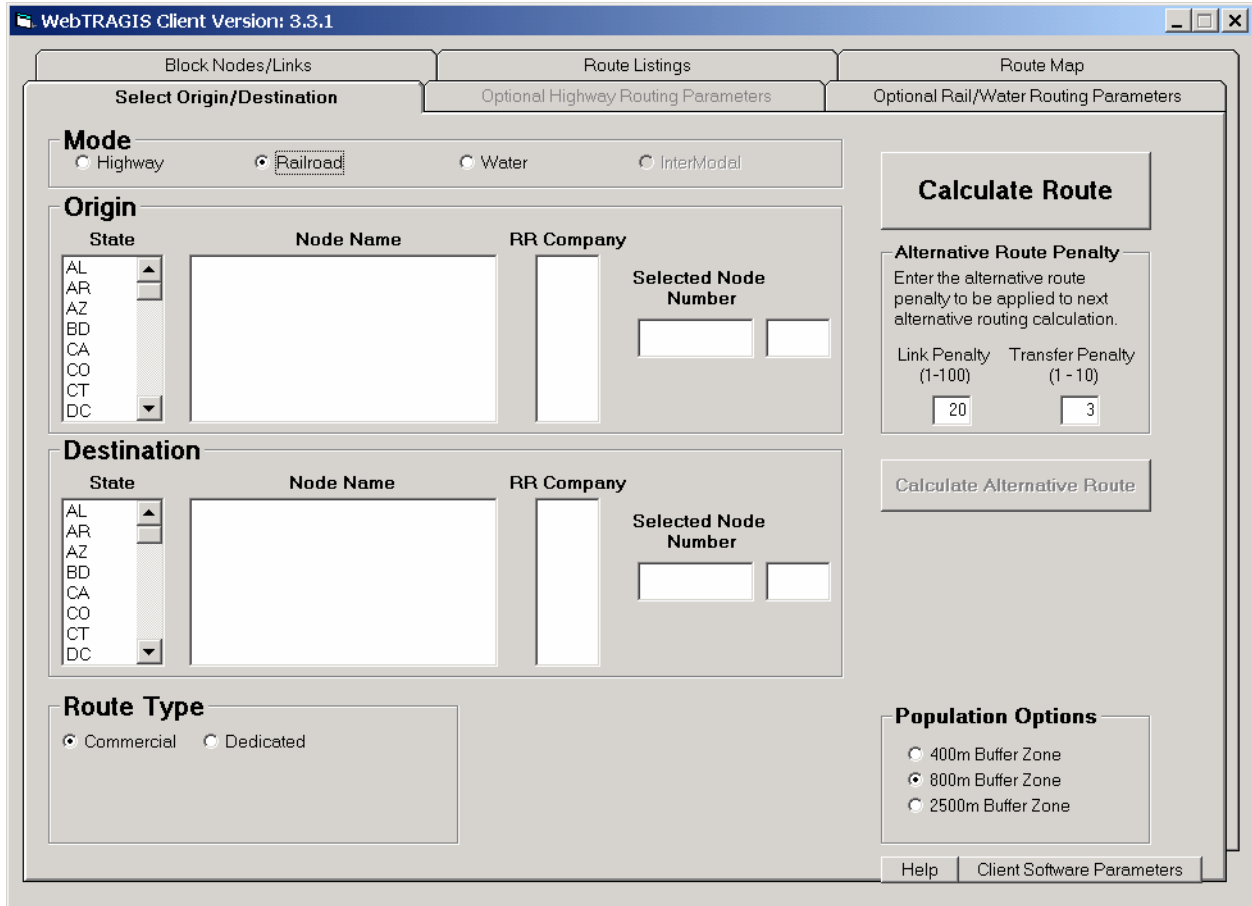 WebTRAGIS Client Version: 3.3.1
Block Nodes/Links
Route Listings
Route Map
Select Origin/Destination
Optional Highway Routing Parameters
Optional Rail/Water Routing Parameters
Mode
Highway
Railroad
Water
InterModal
Origin
State
Node Name
RR Company
AL
AR
AZ
BD
CA
CO
CT
DC
Selected Node
Number
Destination
State
Node Name
RR Company
AL
AR
AZ
BD
CA
CO
CT
DC
Selected Node
Number
Route Type
Commercial
Dedicated
Calculate Route
Alternative Route Penalty
Enter the alternative route
penalty to be applied to next
alternative routing calculation.
Link Penalty
(1-100)
Transfer Penalty
(1 - 10)
20
3
Calculate Alternative Route
Population Options
400m Buffer Zone
800m Buffer Zone
2500m Buffer Zone
Help
Client Software Parameters